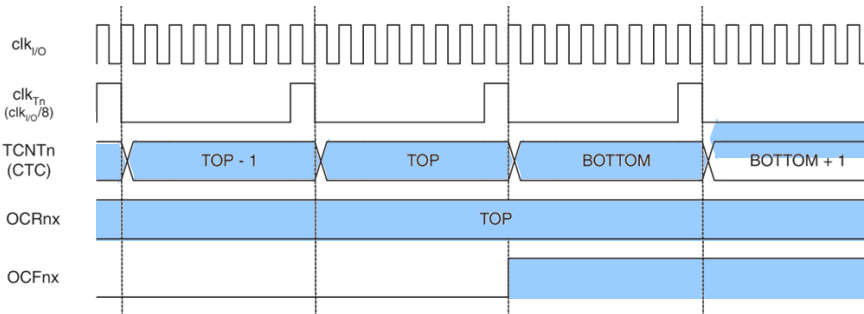 clkI/O
clkTn
(clkI/O/8)
TCNTn
(CTC)
TOP - 1
TOP
BOTTOM
BOTTOM + 1
OCRnx
TOP
OCFnx